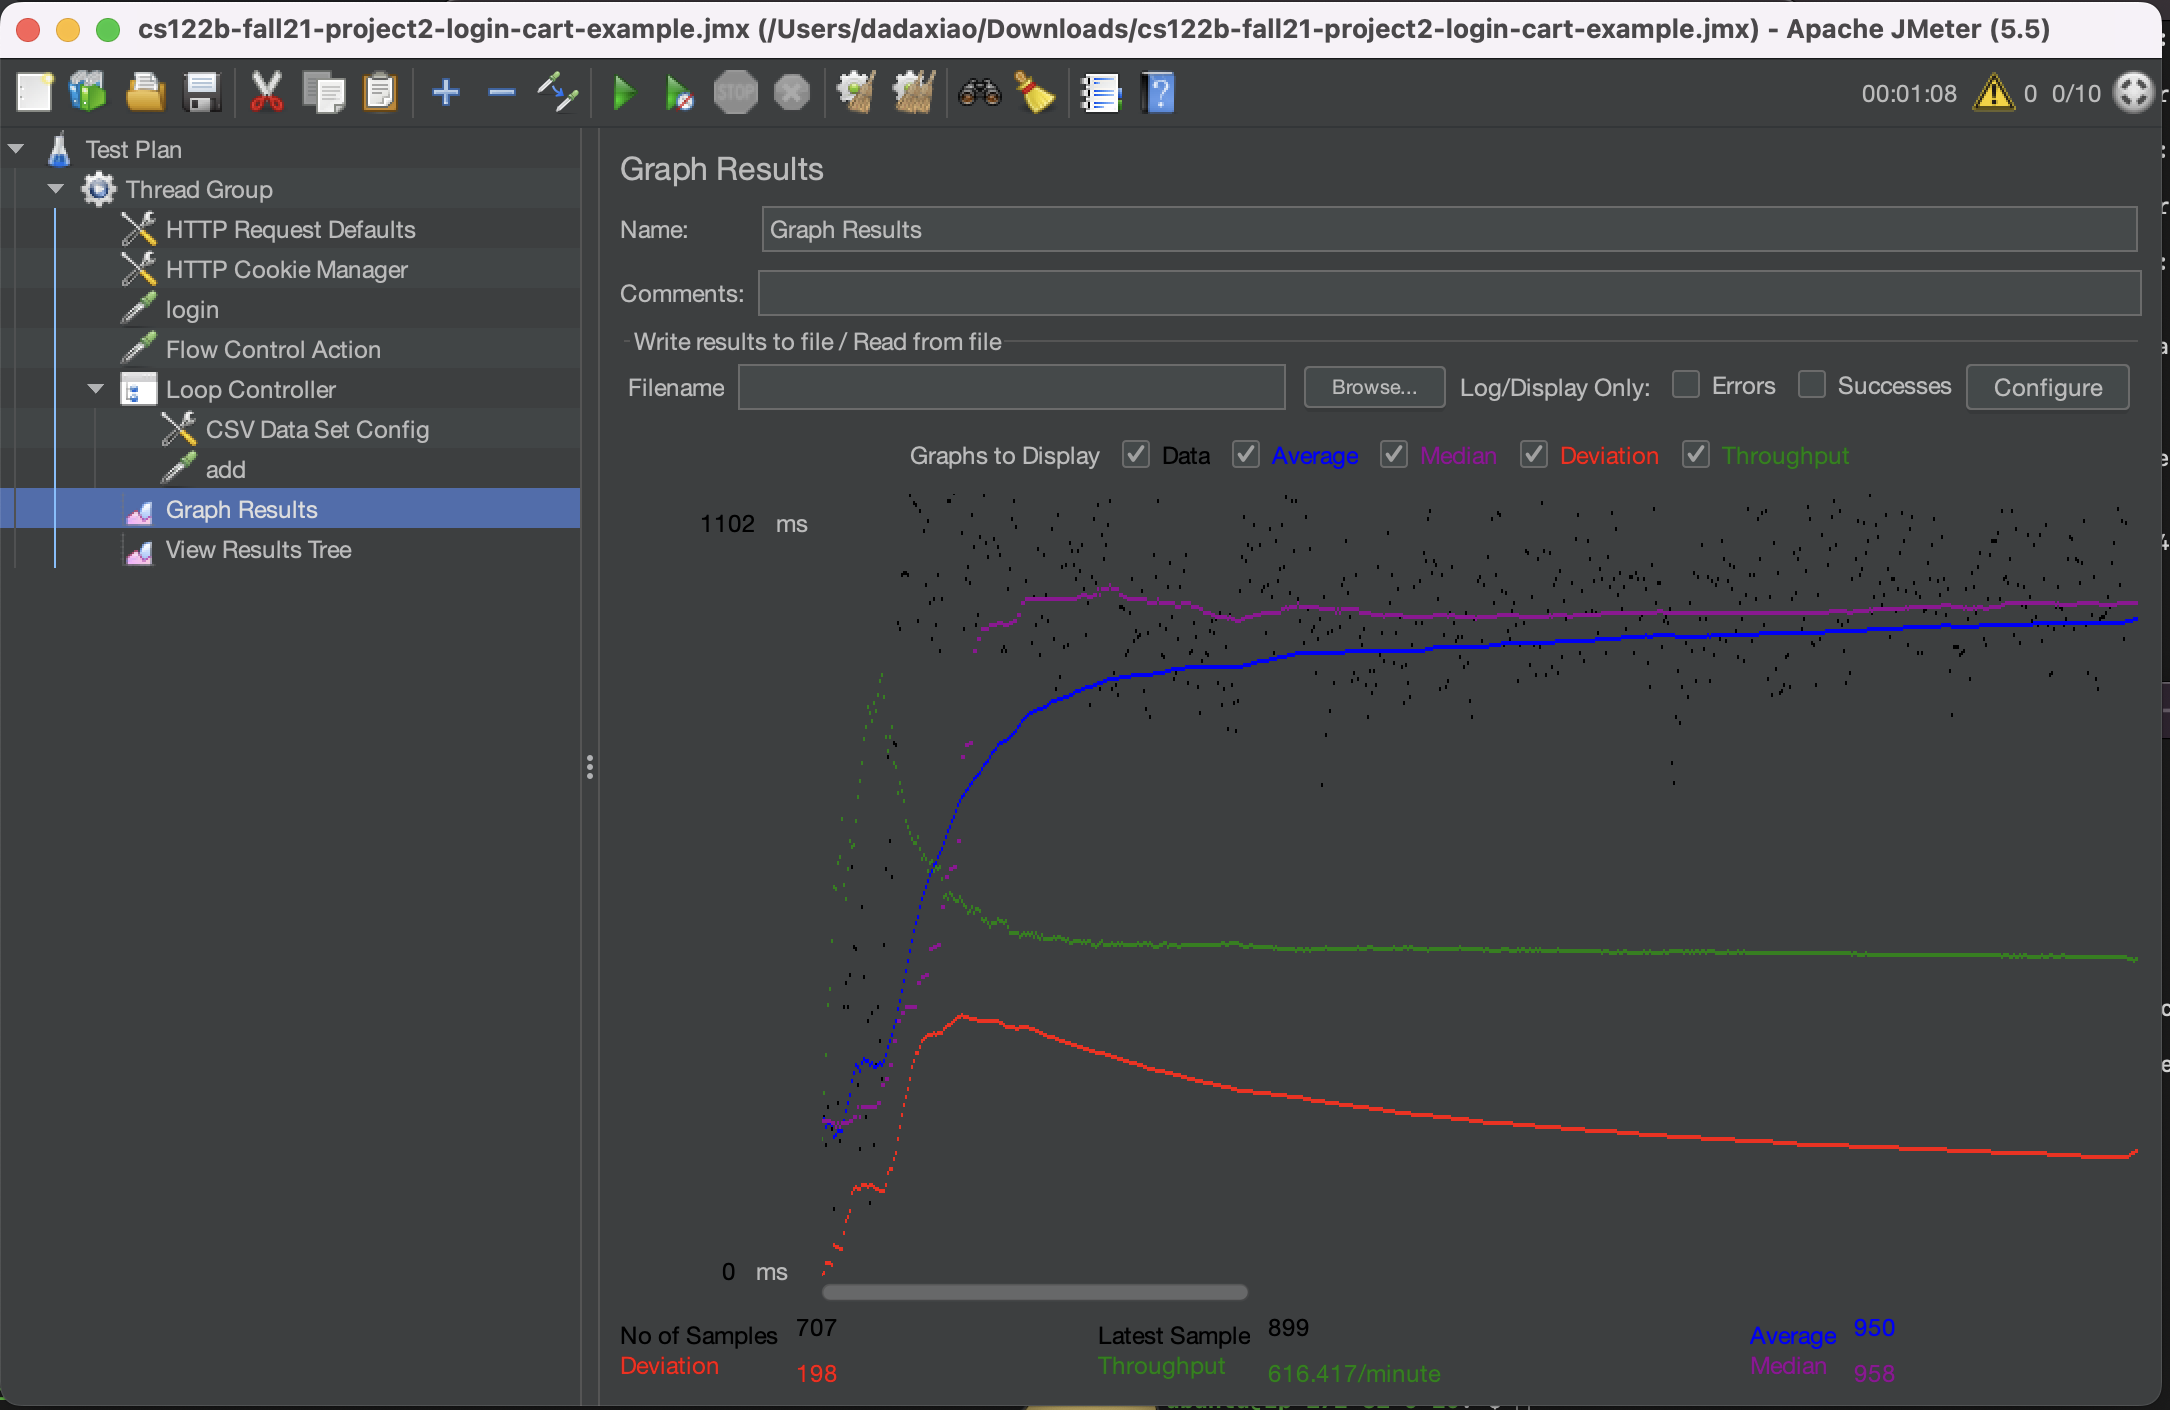 cs122b-fall21-project2-login-cart-example.jmx (/Users/dadaxiao/Downloads/cs122b-fall21-project2-login-cart-example.jmx) - Apache JMeter (5.5)
STOP
00:01:08 0 0/10
Test Plan
Thread Group
HTTP Request Defaults
HTTP Cookie Manager
login
Flow Control Action
Loop Controller
CSV Data Set Config
add
Graph Results
View Results Tree
Graph Results
Name: Graph Results
Comments:
Write results to file / Read from file
Filename Browse... Log/Display Only: Errors Successes Configure
Graphs to Display Data Average Median Deviation Throughput
1102 ms
0 ms
No of Samples 707 Latest Sample 899 Average 950
Deviation 198 Throughput 616.417/minute Median 958